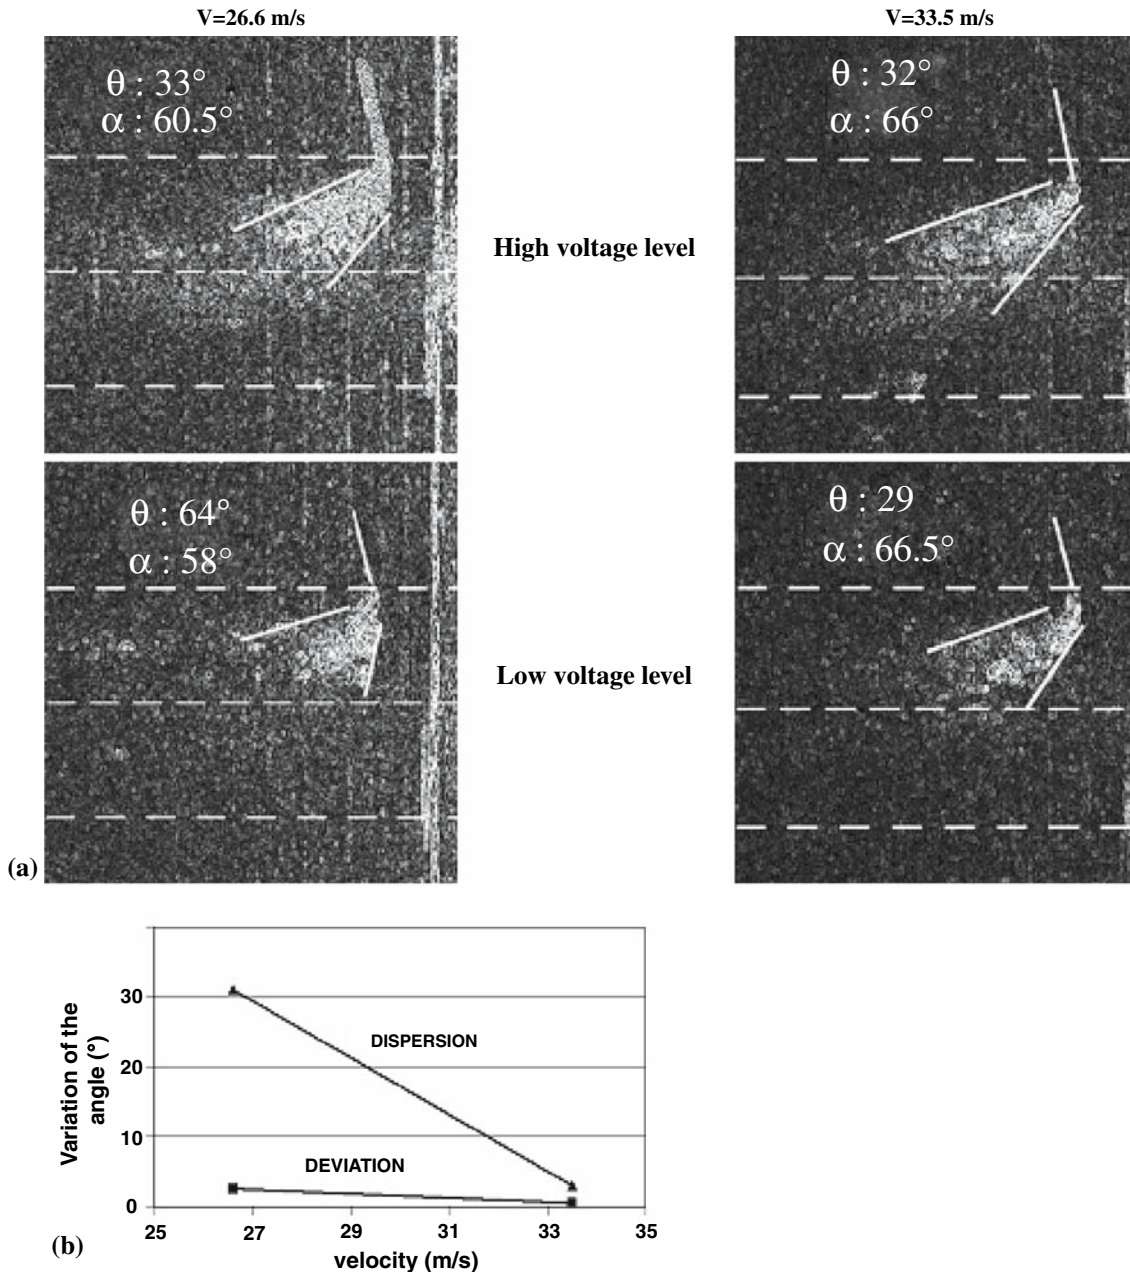 V=26.6 m/s
V=33.5 m/s
θ : 33°
α : 60.5°
θ : 32°
α : 66°
High voltage level
θ : 64°
α : 58°
θ : 29
α : 66.5°
Low voltage level
(a)
Variation of the
angle (°)
30
20
10
0
DISPERSION
DEVIATION
25
27
29
31
33
35
velocity (m/s)
(b)